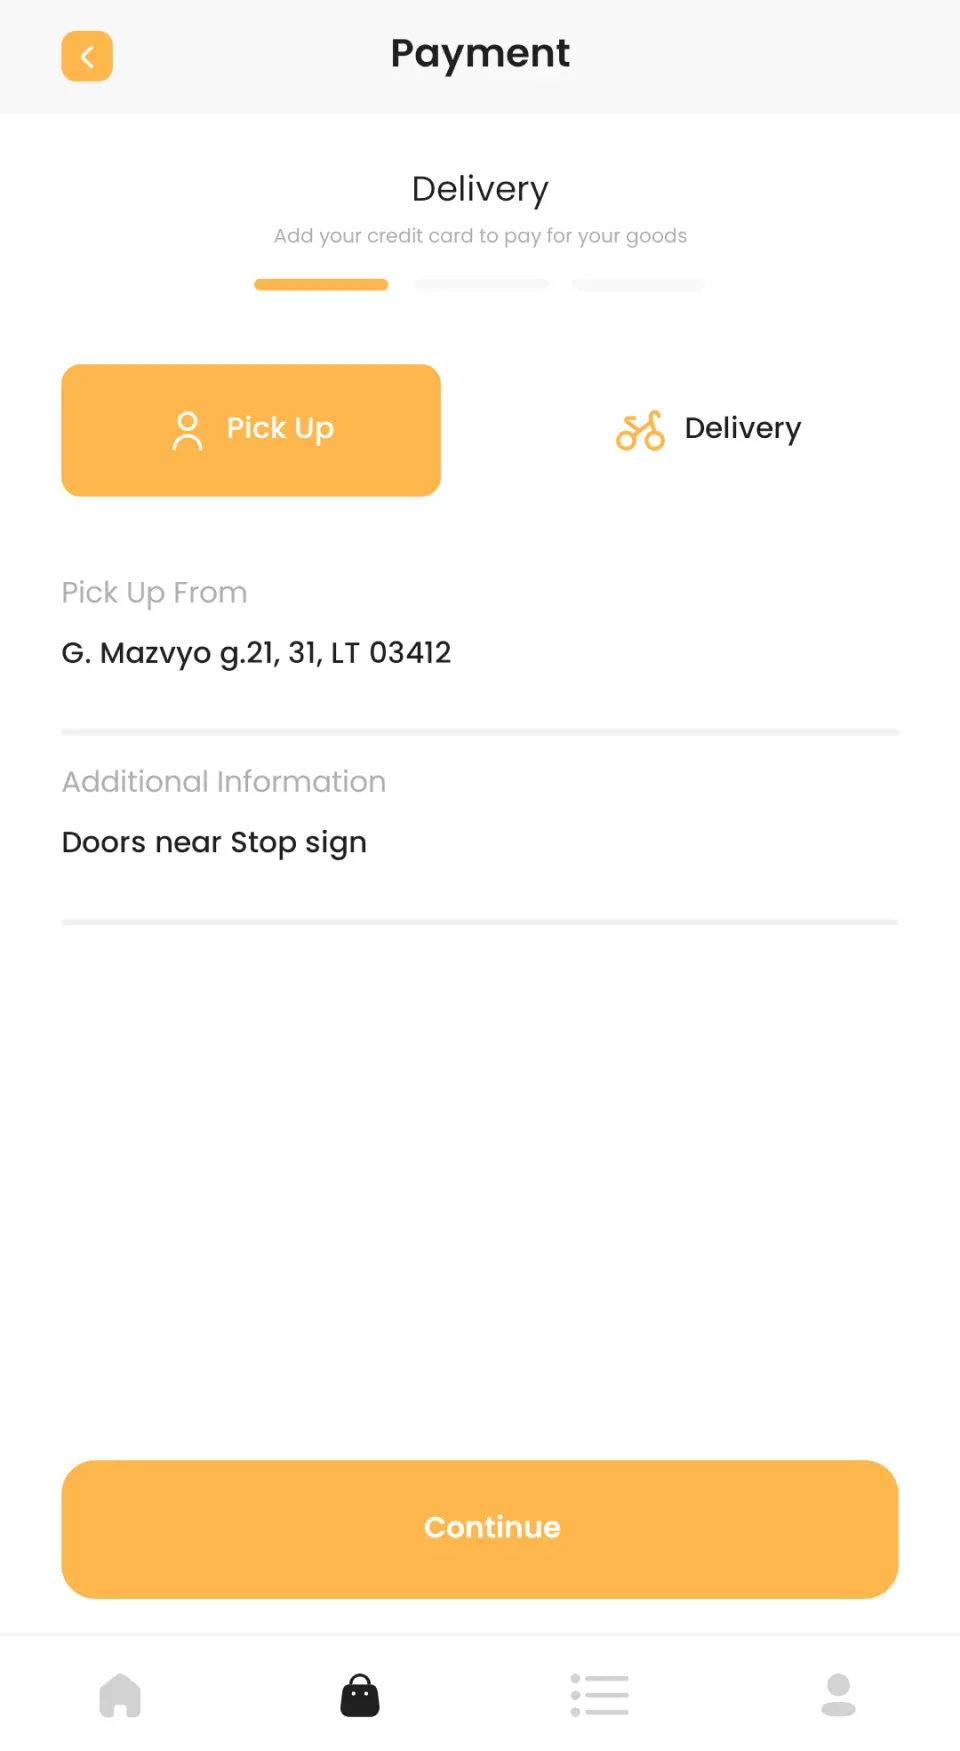 Payment
Delivery
Add your credit card to pay for your goods
Pick Up
Delivery
Pick Up From
G. Mazvyo g.21, 31, LT 03412
Additional Information
Doors near Stop sign
Continue